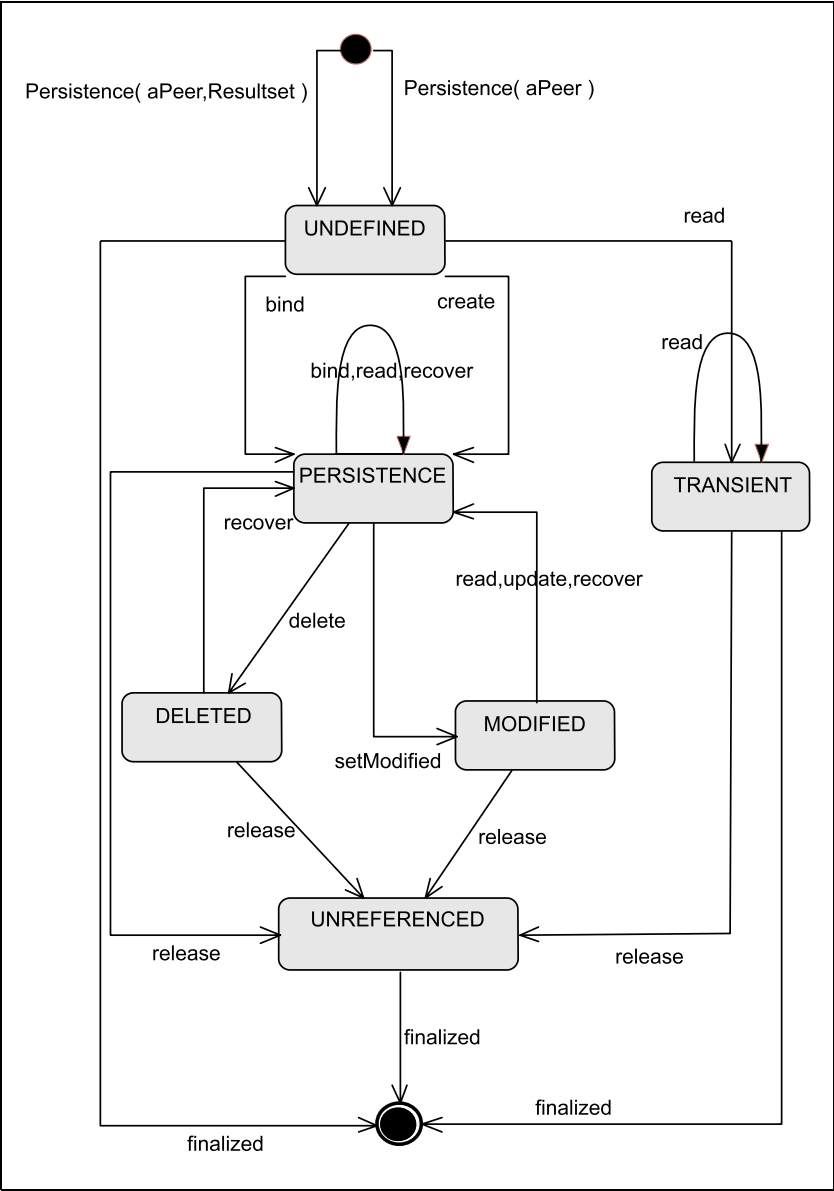 Persistence( aPeer,Resultset )
Persistence( aPeer )
UNDEFINED
read
bind
create
read
bind,read,recover
PERSISTENCE
TRANSIENT
recover
read,update,recover
delete
DELETED
MODIFIED
setModified
release
release
UNREFERENCED
release
release
finalized
finalized
finalized